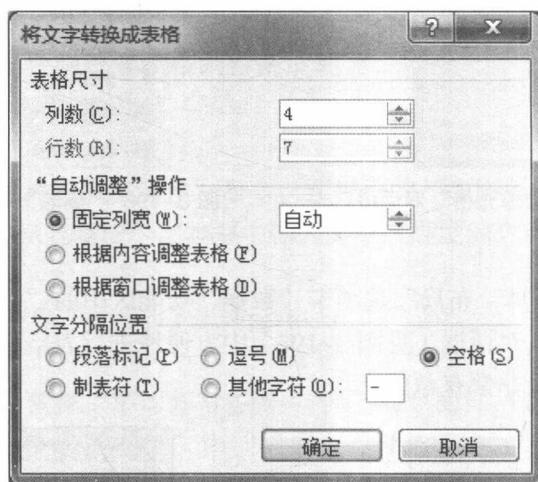 将文字转换成表格
表格尺寸
列数(C): 4
行数(R): 7
“自动调整”操作
固定列宽(W): 自动
根据内容调整表格(F)
根据窗口调整表格(D)
文字分隔位置
段落标记(P) 逗号(M) 空格(S)
制表符(T) 其他字符(O): -
确定 取消